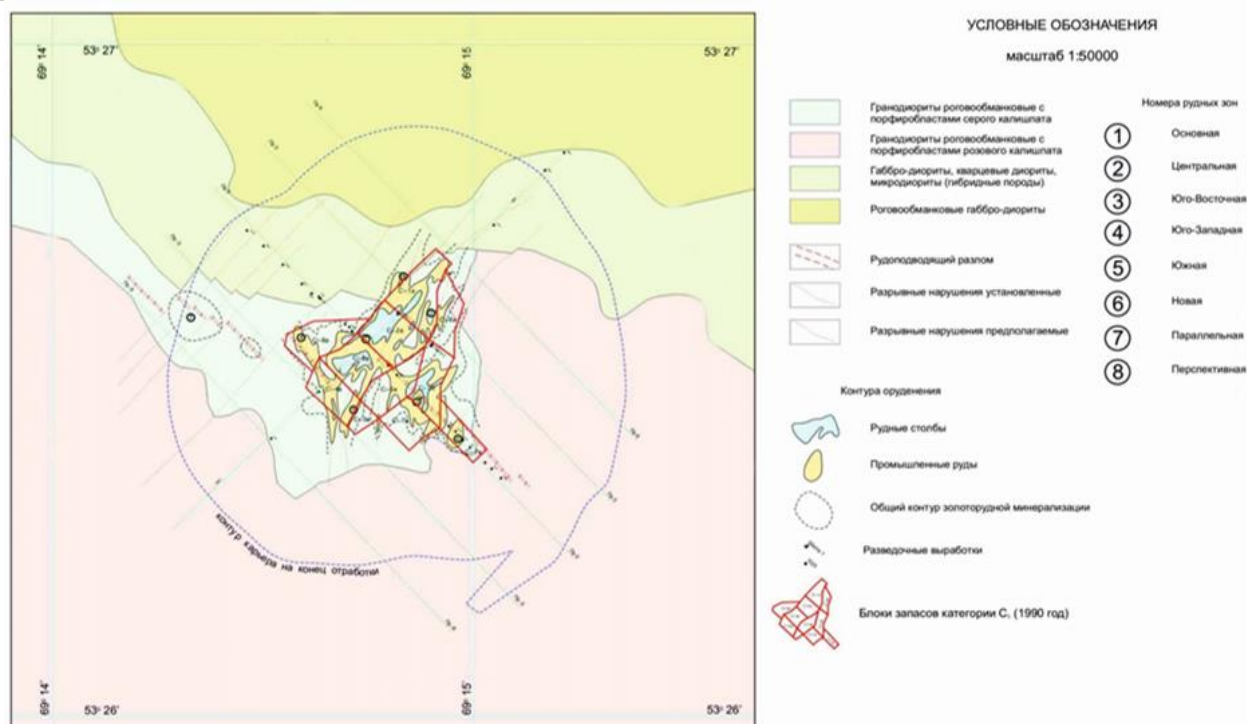 69° 14'
53° 27'
69° 15
53° 27'
контур карьера на конец отработки
69° 14'
53° 26'
69° 15'
53° 26'
УСЛОВНЫЕ ОБОЗНАЧЕНИЯ
масштаб 1:50000
Гранодиориты роговообманковые с
порфиробластами серого калишпата
Гранодиориты роговообманковые с
порфиробластами розового калишпата
Габбро-диориты, кварцевые диориты,
микродиориты (гибридные породы)
Роговообманковые габбро-диориты
Рудоподводящий разлом
Разрывные нарушения установленные
Разрывные нарушения предполагаемые
Номера рудных зон
1 Основная
2 Центральная
3 Юго-Восточная
4 Юго-Западная
5 Южная
6 Новая
7 Параллельная
8 Перспективная
Контура оруденения
Рудные столбы
Промышленные руды
Общий контур золоторудной минерализации
Разведочные выработки
Блоки запасов категории С, (1990 год)